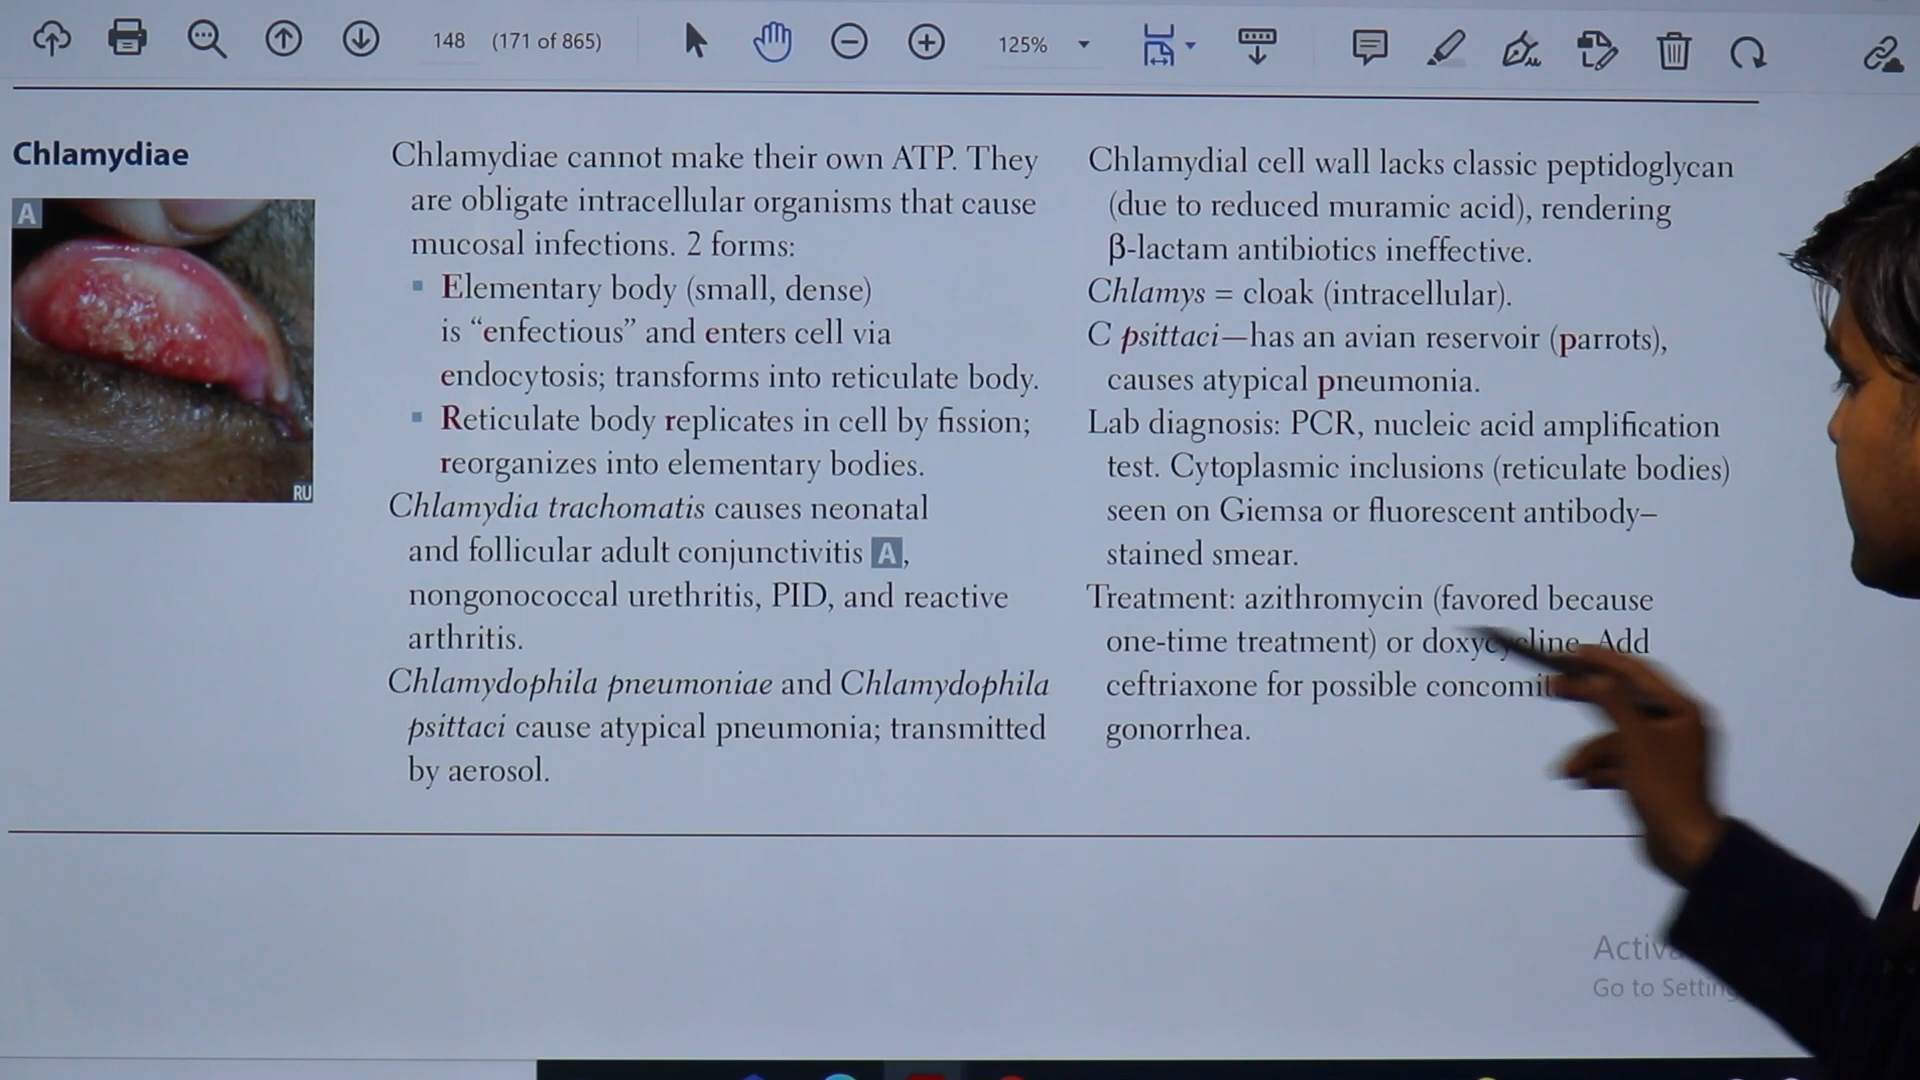 148 (171 of 865) 125%
Chlamydiae
A
RU
Chlamydiae cannot make their own ATP. They
are obligate intracellular organisms that cause
mucosal infections. 2 forms:
▪ Elementary body (small, dense)
is “enfectious” and enters cell via
endocytosis; transforms into reticulate body.
▪ Reticulate body replicates in cell by fission;
reorganizes into elementary bodies.
Chlamydia trachomatis causes neonatal
and follicular adult conjunctivitis A,
nongonococcal urethritis, PID, and reactive
arthritis.
Chlamydophila pneumoniae and Chlamydophila
psittaci cause atypical pneumonia; transmitted
by aerosol.
Chlamydial cell wall lacks classic peptidoglycan
(due to reduced muramic acid), rendering
β-lactam antibiotics ineffective.
Chlamys = cloak (intracellular).
C psittaci—has an avian reservoir (parrots),
causes atypical pneumonia.
Lab diagnosis: PCR, nucleic acid amplification
test. Cytoplasmic inclusions (reticulate bodies)
seen on Giemsa or fluorescent antibody–
stained smear.
Treatment: azithromycin (favored because
one-time treatment) or doxycycline. Add
ceftriaxone for possible
gonorrhea.
Go to